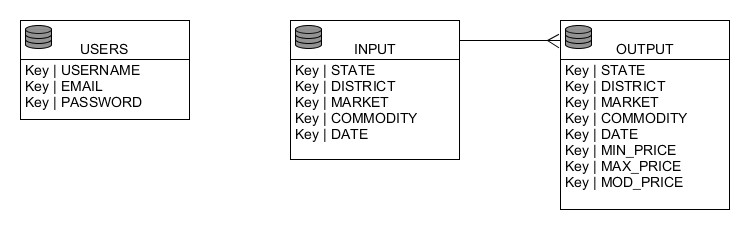 USERS
Key | USERNAME
Key | EMAIL
Key | PASSWORD
INPUT
Key | STATE
Key | DISTRICT
Key | MARKET
Key | COMMODITY
Key | DATE
OUTPUT
Key | STATE
Key | DISTRICT
Key | MARKET
Key | COMMODITY
Key | DATE
Key | MIN_PRICE
Key | MAX_PRICE
Key | MOD_PRICE